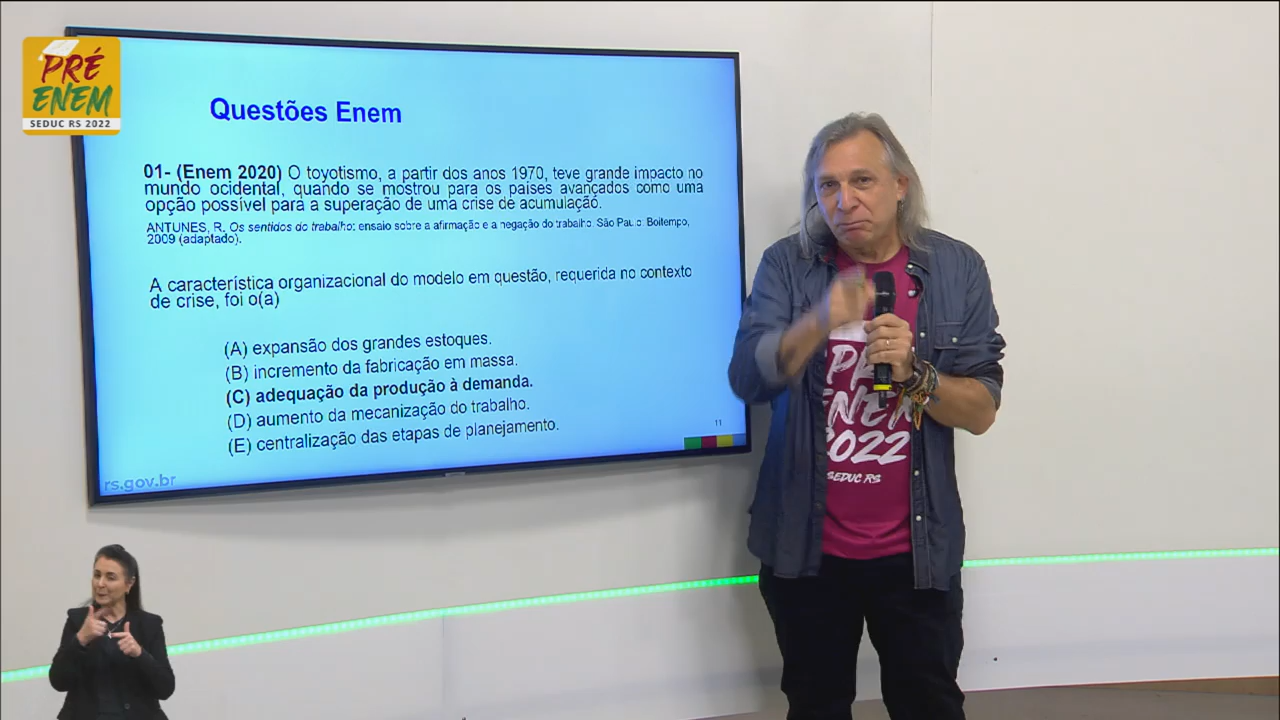 PRÉ
ENEM
SEDUC RS 2022
Questões Enem
01- (Enem 2020) O toyotismo, a partir dos anos 1970, teve grande impacto no
mundo ocidental, quando se mostrou para os países avançados como uma
opção possível para a superação de uma crise de acumulação.
ANTUNES, R. Os sentidos do trabalho: ensaio sobre a afirmação e a negação do trabalho. São Paulo: Boitempo,
2009 (adaptado).
A característica organizacional do modelo em questão, requerida no contexto
de crise, foi o(a)
(A) expansão dos grandes estoques.
(B) incremento da fabricação em massa.
(C) adequação da produção à demanda.
(D) aumento da mecanização do trabalho.
(E) centralização das etapas de planejamento.
11
rs.gov.br
PRÉ
ENEM
2022
SEDUC RS